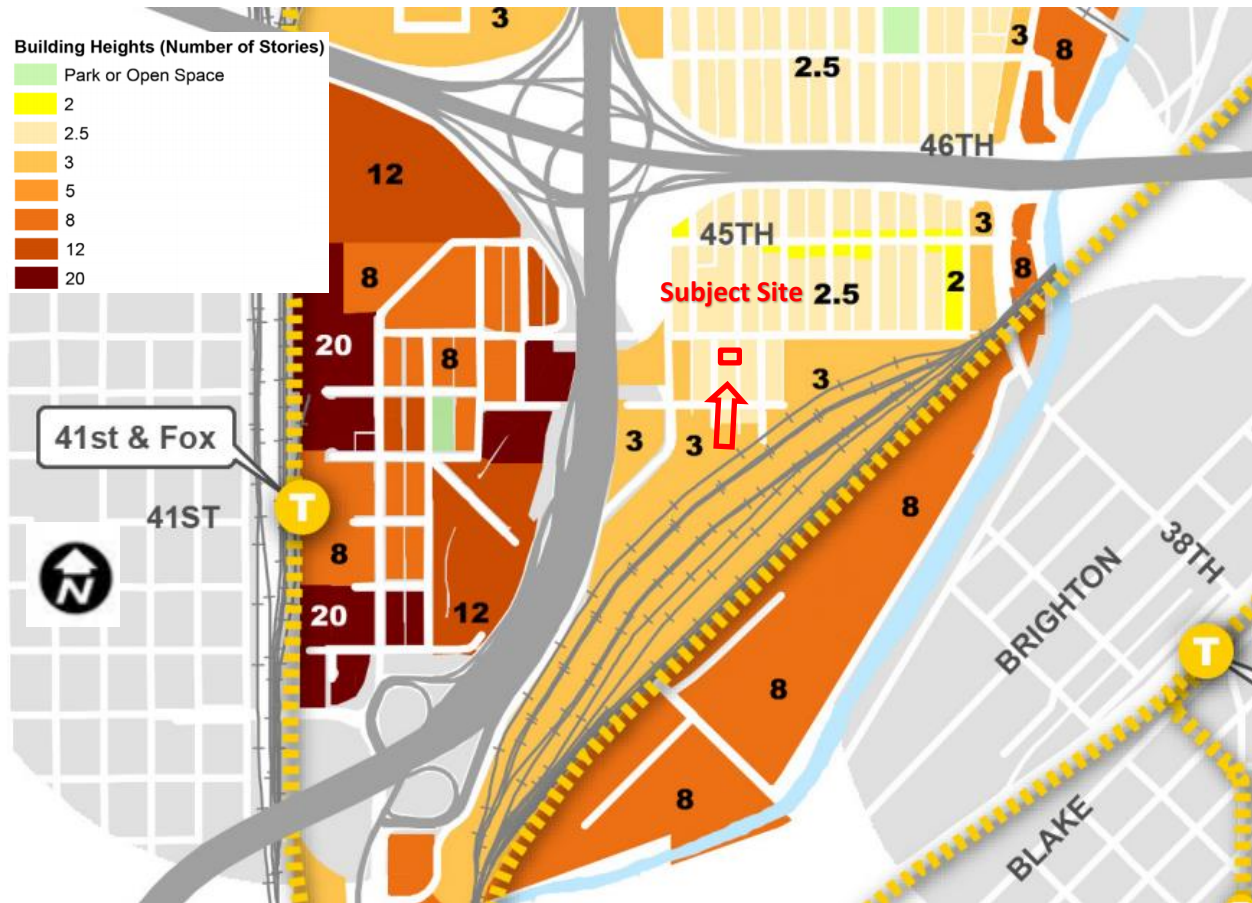 3
Building Heights (Number of Stories)
Park or Open Space
2
2.5
3
5
8
12
20
2.5
3
8
46TH
12
45TH
3
8
8
Subject Site
2.5
2
20
8
3
41st & Fox
3
3
T
41ST
8
8
38TH
N
20
12
BRIGHTON
T
8
8
BLAKE